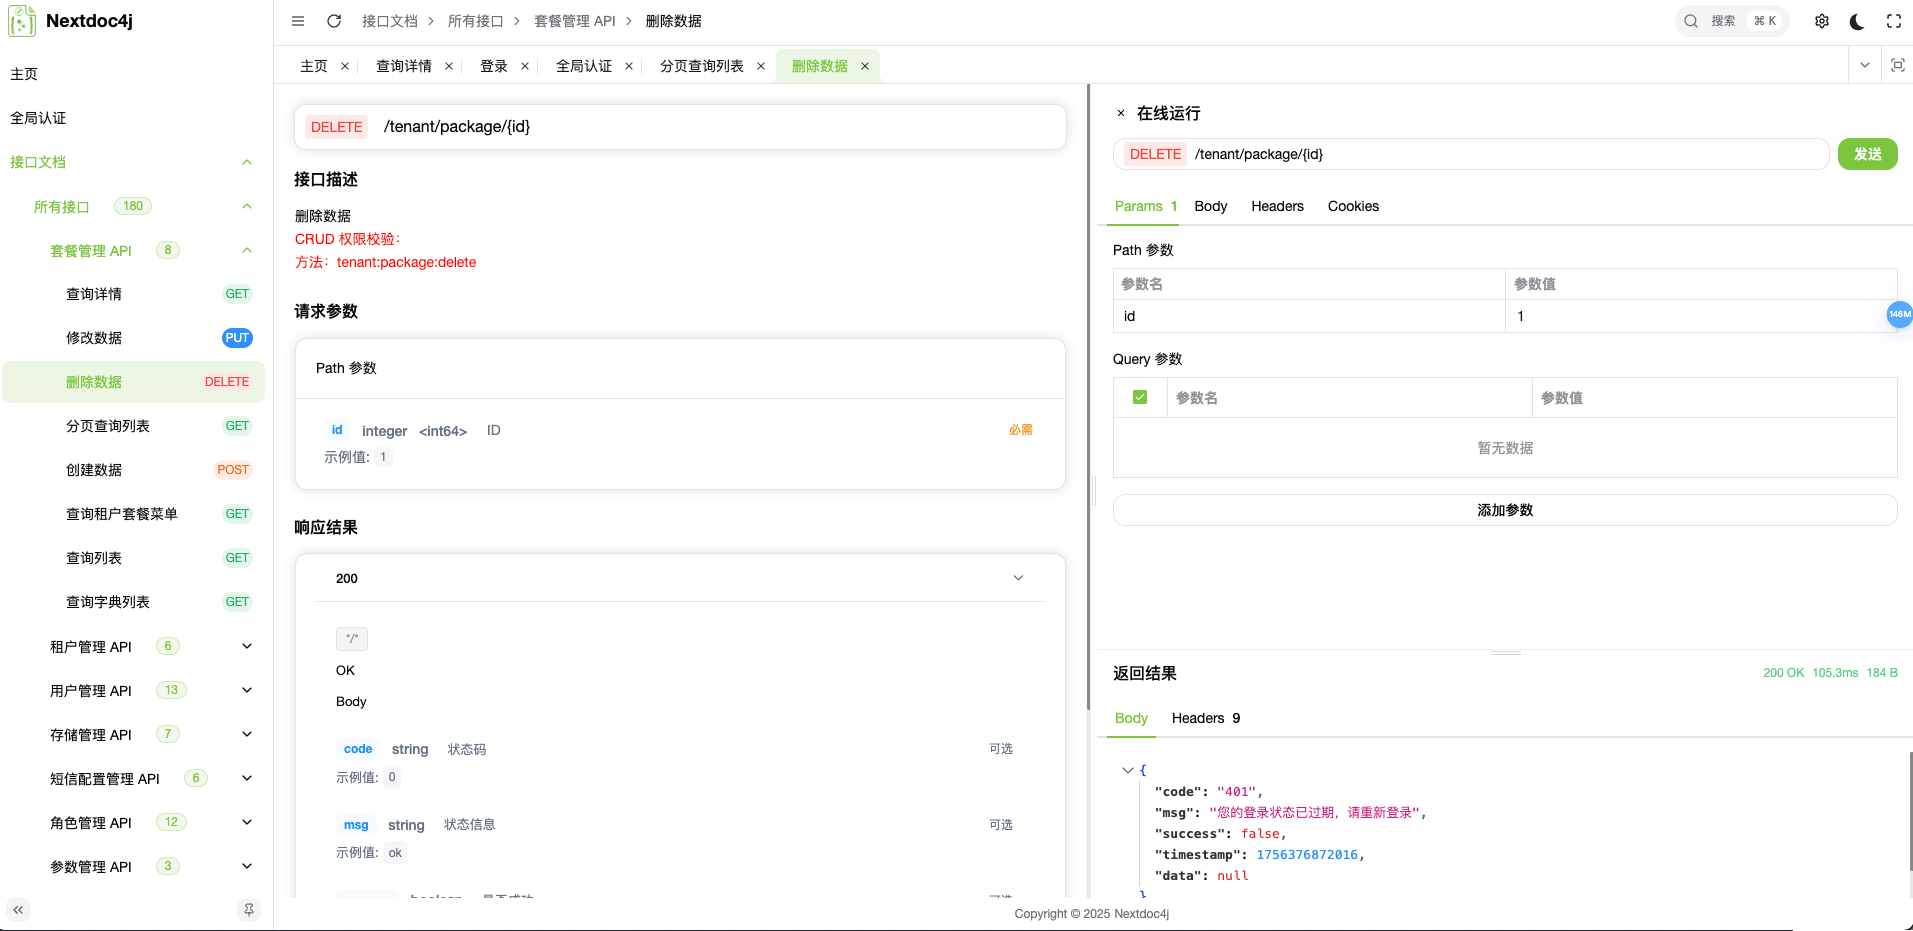 Nextdoc4j
接口文档 > 所有接口 > 套餐管理 API > 删除数据
搜索 ⌘ K
主页 × 查询详情 × 登录 × 全局认证 × 分页查询列表 × 删除数据 ×
主页
全局认证
接口文档
所有接口 180
套餐管理 API 8
查询详情 GET
修改数据 PUT
删除数据 DELETE
分页查询列表 GET
创建数据 POST
查询租户套餐菜单 GET
查询列表 GET
查询字典列表 GET
租户管理 API 6
用户管理 API 13
存储管理 API 7
短信配置管理 API 6
角色管理 API 12
参数管理 API 3
DELETE /tenant/package/{id}
接口描述
删除数据
CRUD 权限校验：
方法：tenant:package:delete
请求参数
Path 参数
id integer <int64> ID 必需
示例值: 1
响应结果
200
*/*
OK
Body
code string 状态码 可选
示例值: 0
msg string 状态信息 可选
示例值: ok
× 在线运行
DELETE /tenant/package/{id} 发送
Params 1 Body Headers Cookies
Path 参数
参数名 参数值
id 1
146M
Query 参数
参数名 参数值
暂无数据
添加参数
返回结果 200 OK 105.3ms 184 B
Body Headers 9
{
"code": "401",
"msg": "您的登录状态已过期，请重新登录",
"success": false,
"timestamp": 1756376872016,
"data": null
}
Copyright © 2025 Nextdoc4j